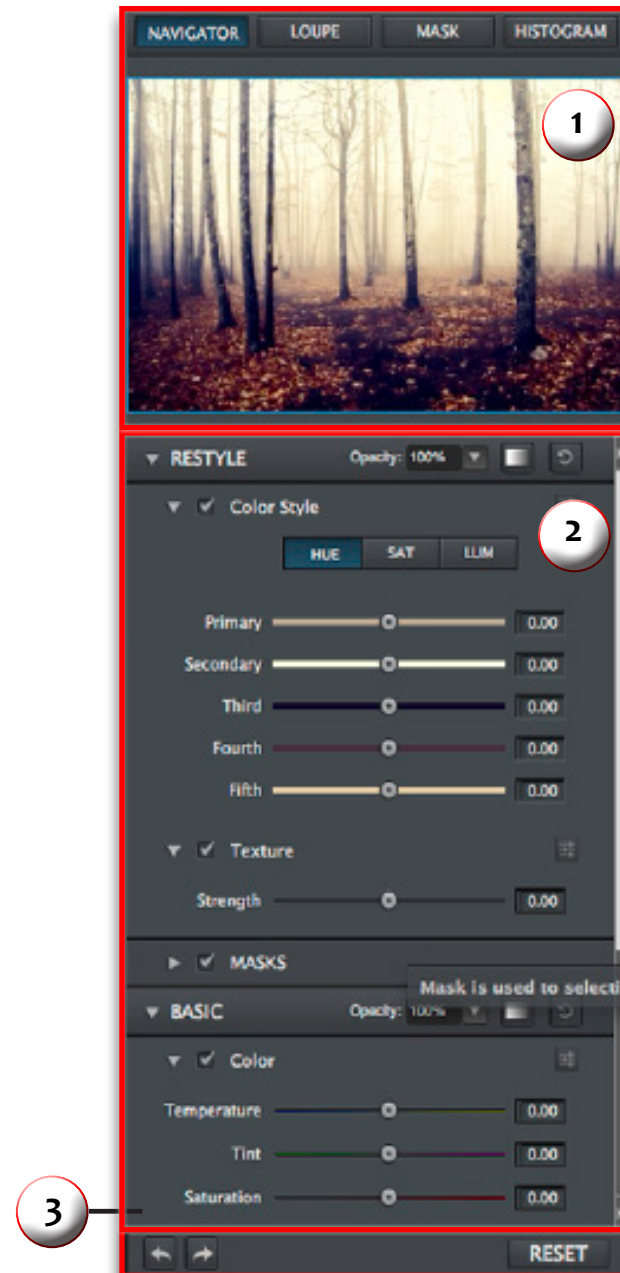 NAVIGATOR LOUPE MASK HISTOGRAM
1
RESTYLE Opacity: 100%
Color Style
2
HUE SAT LUM
Primary 0.00
Secondary 0.00
Third 0.00
Fourth 0.00
Fifth 0.00
Texture
Strength 0.00
MASKS
Mask is used to selecti
BASIC Opacity: 100%
Color
Temperature 0.00
Tint 0.00
Saturation 0.00
3
RESET